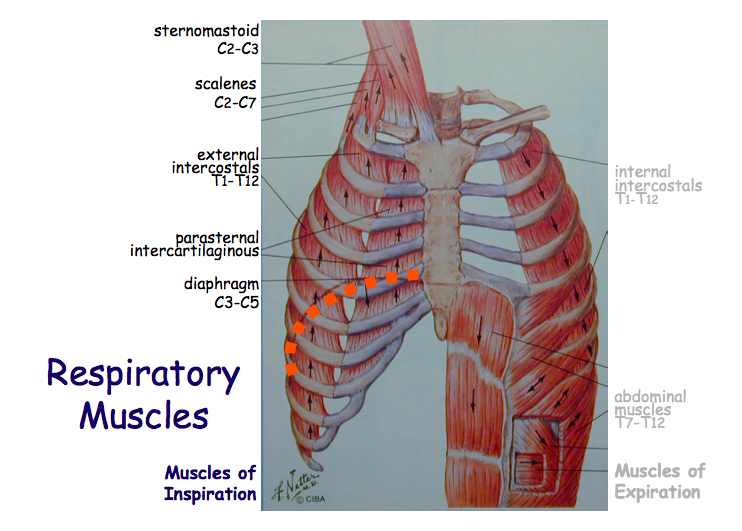 sternomastoid
C2-C3
scalenes
C2-C7
external
intercostals
T1-T12
parasternal
intercartilaginous
diaphragm
C3-C5
Respiratory
Muscles
Muscles of
Inspiration
internal
intercostals
T1-T12
abdominal
muscles
T7-T12
Muscles of
Expiration
F. Netter
M.D.
© CIBA